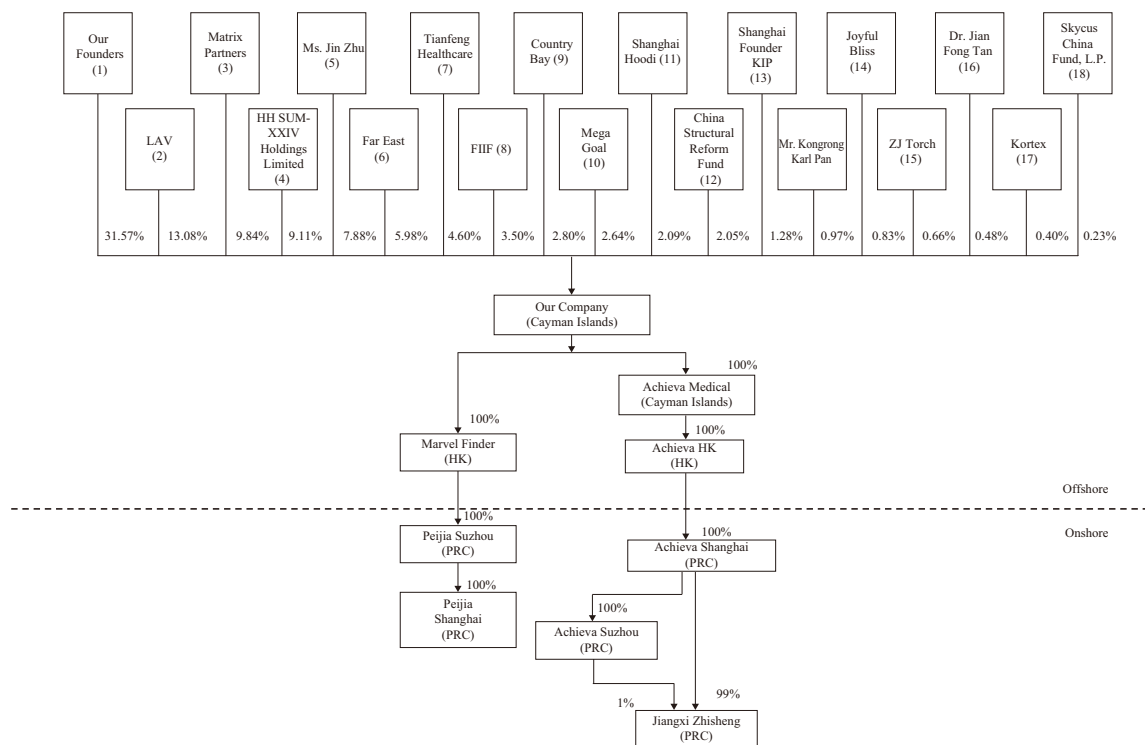 Our
Founders
(1)
Matrix
Partners
(3)
Ms. Jin Zhu
(5)
Tianfeng
Healthcare
(7)
Country
Bay (9)
Shanghai
Hoodi (11)
Shanghai
Founder
KIP
(13)
Joyful
Bliss
(14)
Dr. Jian
Fong Tan
(16)
Skycus
China
Fund, L.P.
(18)
LAV
(2)
HH SUM-
XXIV
Holdings
Limited
(4)
Far East
(6)
FIIF (8)
Mega
Goal
(10)
China
Structural
Reform
Fund
(12)
Mr. Kongrong
Karl Pan
ZJ Torch
(15)
Kortex
(17)
31.57% 13.08% 9.84% 9.11% 7.88% 5.98% 4.60% 3.50% 2.80% 2.64% 2.09% 2.05% 1.28% 0.97% 0.83% 0.66% 0.48% 0.40% 0.23%
Our Company
(Cayman Islands)
100%
Achieva Medical
(Cayman Islands)
100%
100%
Marvel Finder
(HK)
Achieva HK
(HK)
Offshore
Onshore
100%
Peijia Suzhou
(PRC)
100%
Achieva Shanghai
(PRC)
100%
Peijia
Shanghai
(PRC)
100%
Achieva Suzhou
(PRC)
1%
99%
Jiangxi Zhisheng
(PRC)